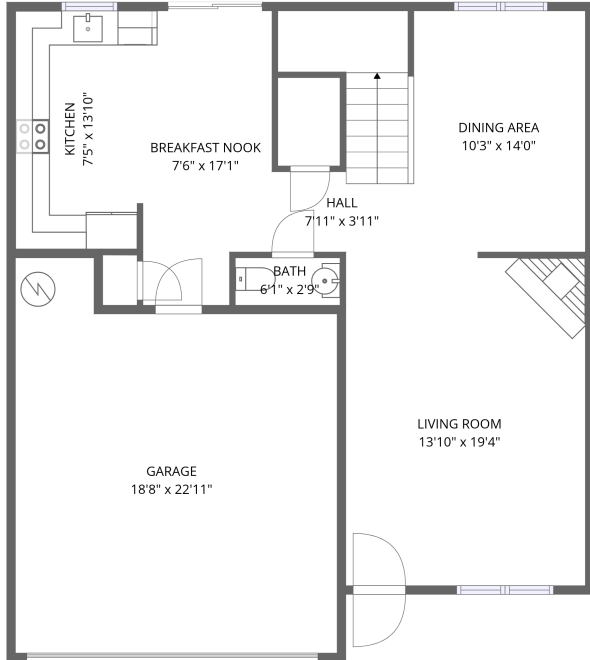 KITCHEN
7'5" x 13'10"
BREAKFAST NOOK
7'6" x 17'1"
DINING AREA
10'3" x 14'0"
HALL
7'11" x 3'11"
BATH
6'1" x 2'9"
LIVING ROOM
13'10" x 19'4"
GARAGE
18'8" x 22'11"